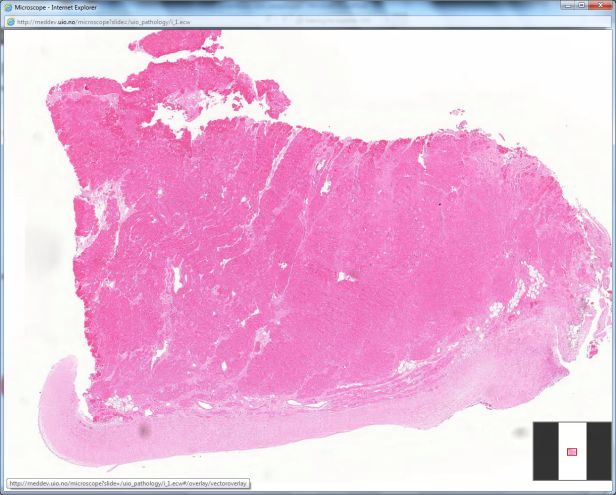 Microscope - Internet Explorer
http://meddev.uio.no/microscope?slide=/uio_pathology/i_1.ecw
http://meddev.uio.no/microscope?slide=/uio_pathology/i_1.ecw#/overlay/vectoroverlay